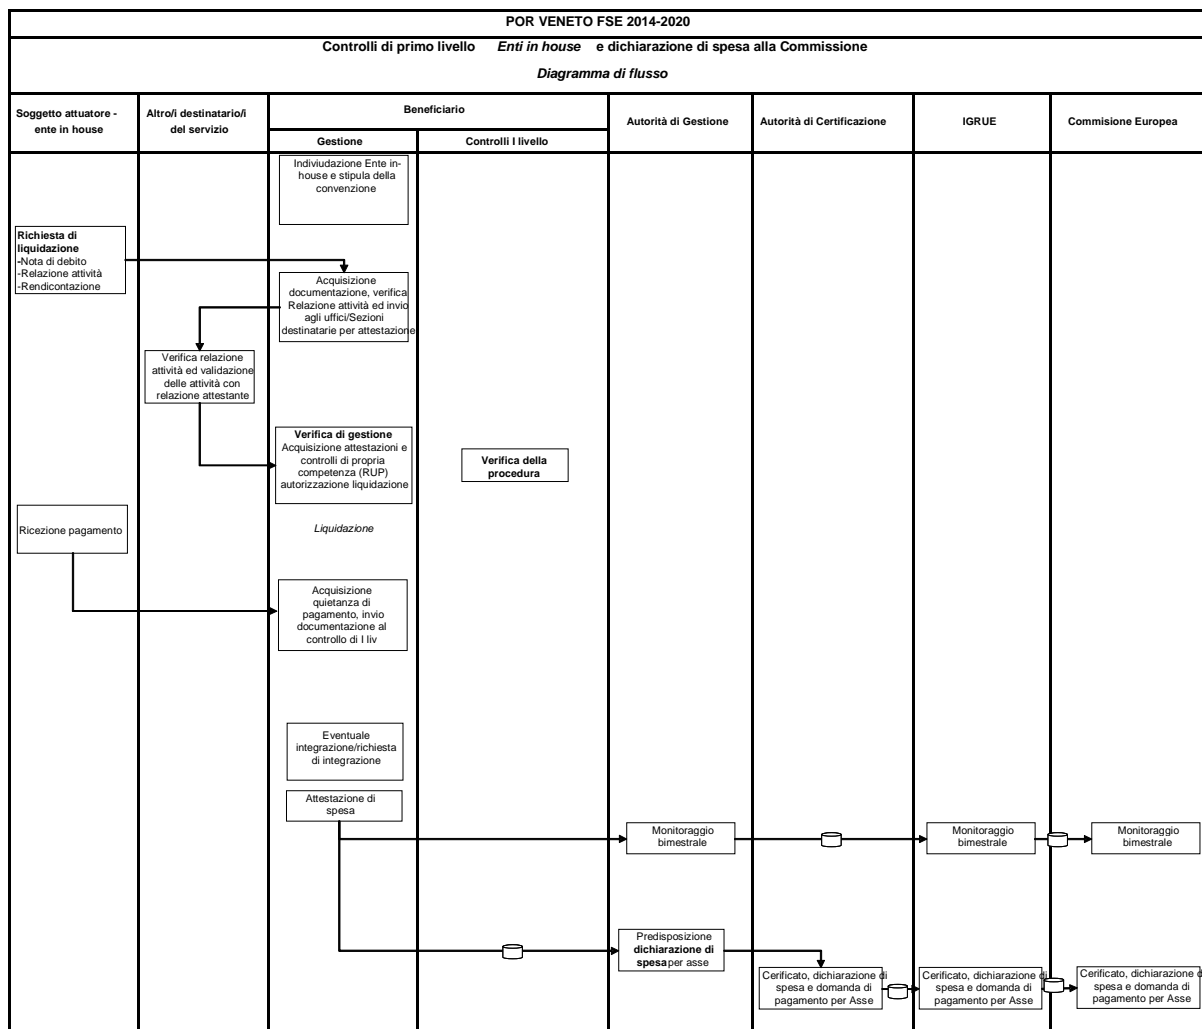 POR VENETO FSE 2014-2020
Controlli di primo livello Enti in house e dichiarazione di spesa alla Commissione
Diagramma di flusso
Soggetto attuatore -
ente in house
Altro/i destinatario/i
del servizio
Beneficiario
Gestione
Controlli I livello
Autorità di Gestione
Autorità di Certificazione
IGRUE
Commisione Europea
Indiviudazione Ente in-
house e stipula della
convenzione
Richiesta di
liquidazione
-Nota di debito
-Relazione attività
-Rendicontazione
Acquisizione
documentazione, verifica
Relazione attività ed invio
agli uffici/Sezioni
destinatarie per attestazione
Verifica relazione
attività ed validazione
delle attività con
relazione attestante
Verifica di gestione
Acquisizione attestazioni e
controlli di propria
competenza (RUP)
autorizzazione liquidazione
Verifica della
procedura
Ricezione pagamento
Liquidazione
Acquisizione
quietanza di
pagamento, invio
documentazione al
controllo di I liv
Eventuale
integrazione/richiesta
di integrazione
Attestazione di
spesa
Monitoraggio
bimestrale
Monitoraggio
bimestrale
Monitoraggio
bimestrale
Predisposizione
dichiarazione di
spesa per asse
Cerificato, dichiarazione di
spesa e domanda di
pagamento per Asse
Cerificato, dichiarazione di
spesa e domanda di
pagamento per Asse
Cerificato, dichiarazione d
spesa e domanda di
pagamento per Asse